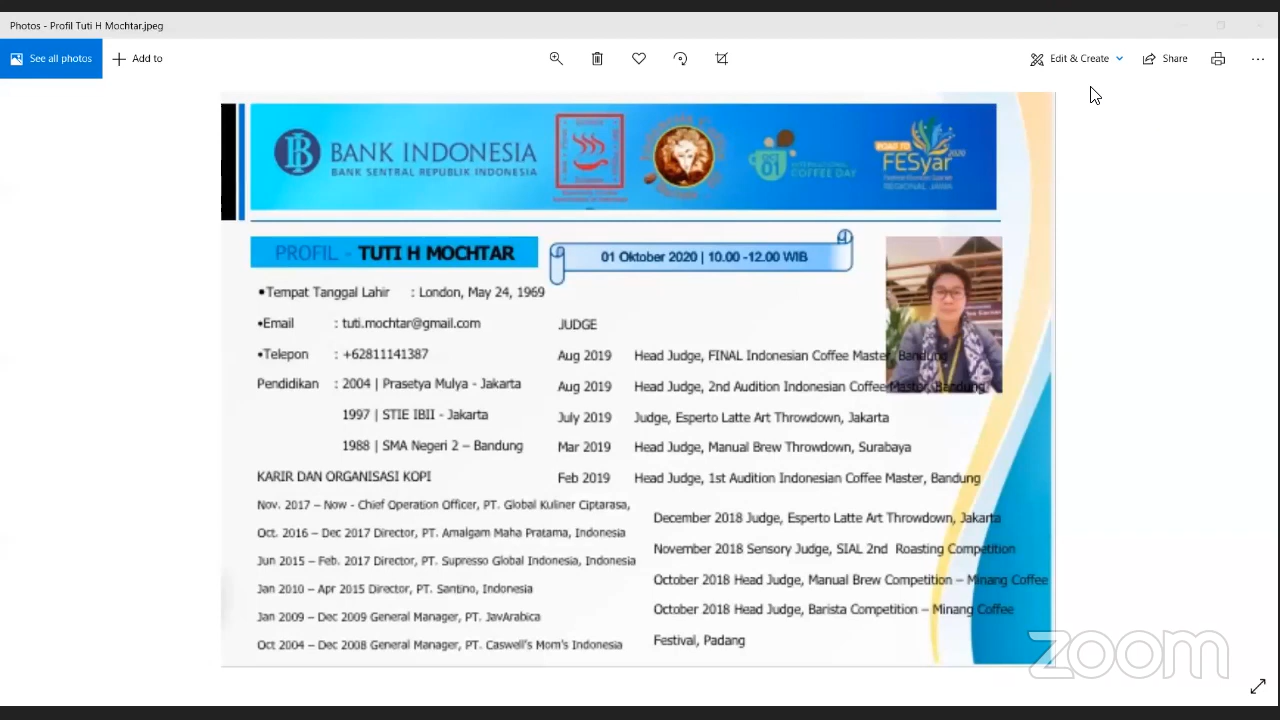 Photos - Profil Tuti H Mochtar.jpeg
See all photos
Add to
Edit & Create
Share
BANK INDONESIA
BANK SENTRAL REPUBLIK INDONESIA
INTERNATIONAL
COFFEE DAY
ROAD TO
FESyar 2020
REGIONAL JAWA
PROFIL - TUTI H MOCHTAR
01 Oktober 2020 | 10.00 -12.00 WIB
•Tempat Tanggal Lahir : London, May 24, 1969
•Email : tuti.mochtar@gmail.com
•Telepon : +62811141387
Pendidikan : 2004 | Prasetya Mulya - Jakarta
1997 | STIE IBII - Jakarta
1988 | SMA Negeri 2 – Bandung
KARIR DAN ORGANISASI KOPI
Nov. 2017 – Now - Chief Operation Officer, PT. Global Kuliner Ciptarasa,
Oct. 2016 – Dec 2017 Director, PT. Amalgam Maha Pratama, Indonesia
Jun 2015 – Feb. 2017 Director, PT. Supresso Global Indonesia, Indonesia
Jan 2010 – Apr 2015 Director, PT. Santino, Indonesia
Jan 2009 – Dec 2009 General Manager, PT. JavArabica
Oct 2004 – Dec 2008 General Manager, PT. Caswell's Mom's Indonesia
JUDGE
Aug 2019 Head Judge, FINAL Indonesian Coffee Master, Bandung
Aug 2019 Head Judge, 2nd Audition Indonesian Coffee Master, Bandung
July 2019 Judge, Esperto Latte Art Throwdown, Jakarta
Mar 2019 Head Judge, Manual Brew Throwdown, Surabaya
Feb 2019 Head Judge, 1st Audition Indonesian Coffee Master, Bandung
December 2018 Judge, Esperto Latte Art Throwdown, Jakarta
November 2018 Sensory Judge, SIAL 2nd Roasting Competition
October 2018 Head Judge, Manual Brew Competition – Minang Coffee
October 2018 Head Judge, Barista Competition – Minang Coffee
Festival, Padang
zoom